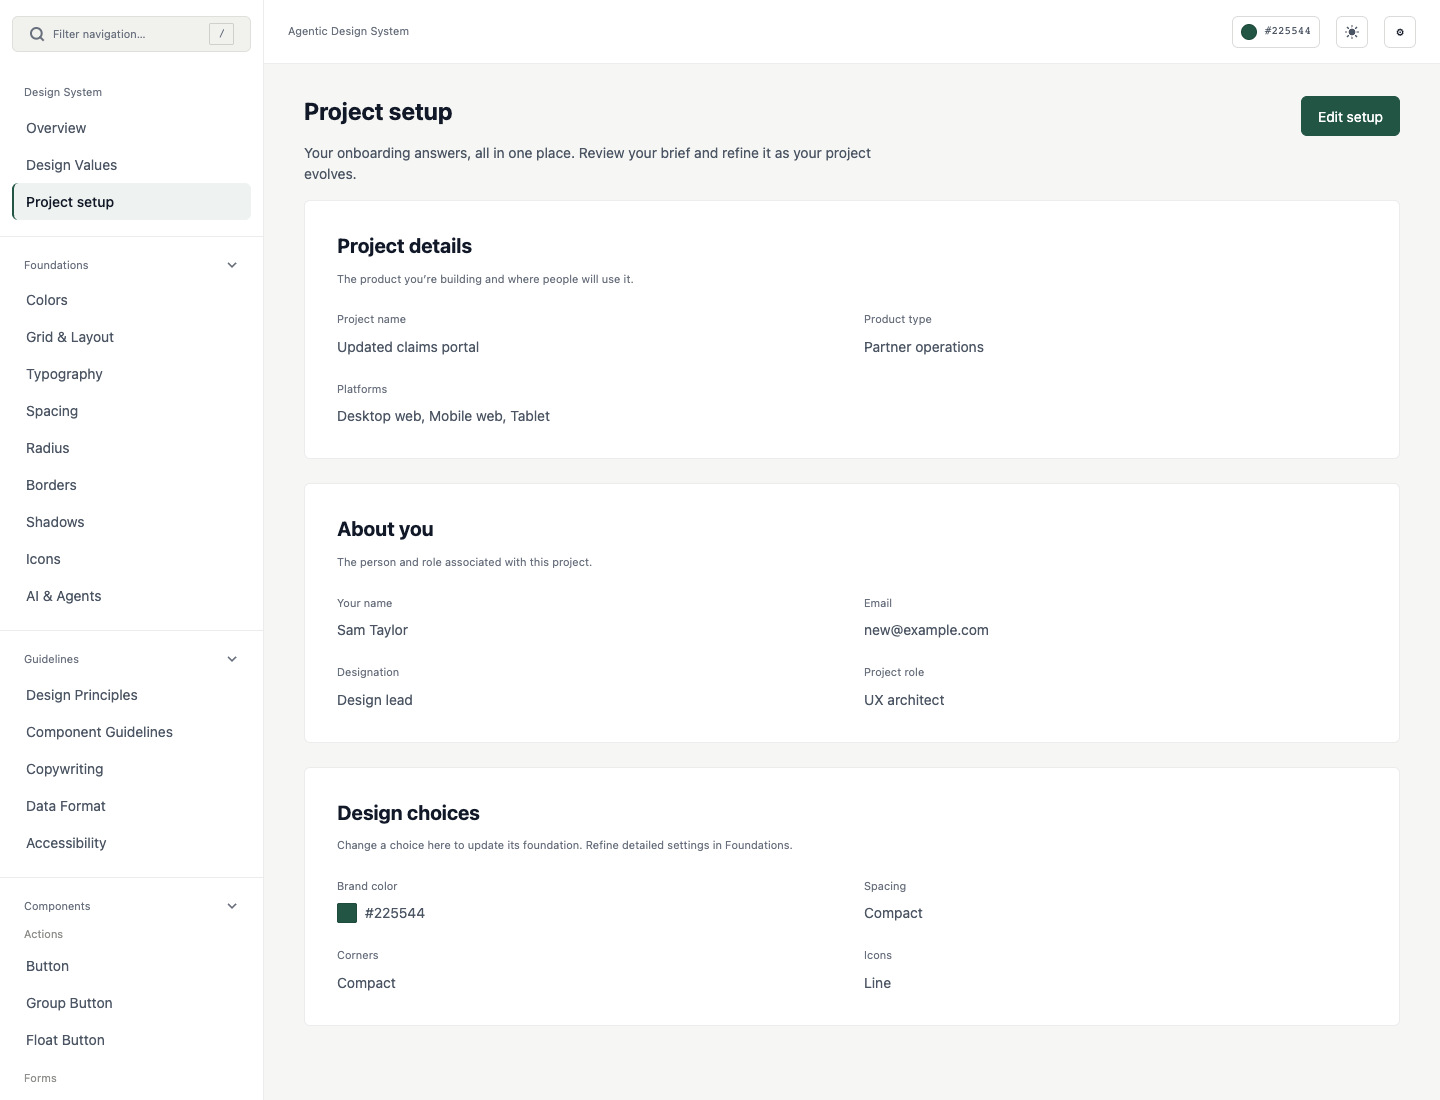 Filter navigation...
/
Design System
Overview
Design Values
Project setup
Foundations
Colors
Grid & Layout
Typography
Spacing
Radius
Borders
Shadows
Icons
AI & Agents
Guidelines
Design Principles
Component Guidelines
Copywriting
Data Format
Accessibility
Components
Actions
Button
Group Button
Float Button
Forms
Agentic Design System
#225544
Project setup
Edit setup
Your onboarding answers, all in one place. Review your brief and refine it as your project
evolves.
Project details
The product you're building and where people will use it.
Project name
Product type
Updated claims portal
Partner operations
Platforms
Desktop web, Mobile web, Tablet
About you
The person and role associated with this project.
Your name
Email
Sam Taylor
new@example.com
Designation
Project role
Design lead
UX architect
Design choices
Change a choice here to update its foundation. Refine detailed settings in Foundations.
Brand color
Spacing
#225544
Compact
Corners
Icons
Compact
Line